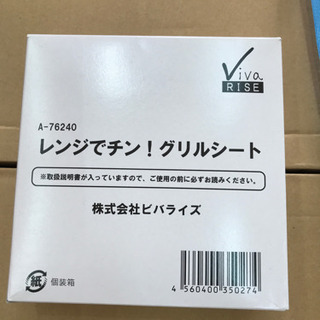 Viva
RISE
A-76240
レンジでチン！グリルシート
※取扱説明書が入っていますので、ご使用の前に必ずお読みください。
株式会社ビバライズ
紙 個装箱
4 560400 350274